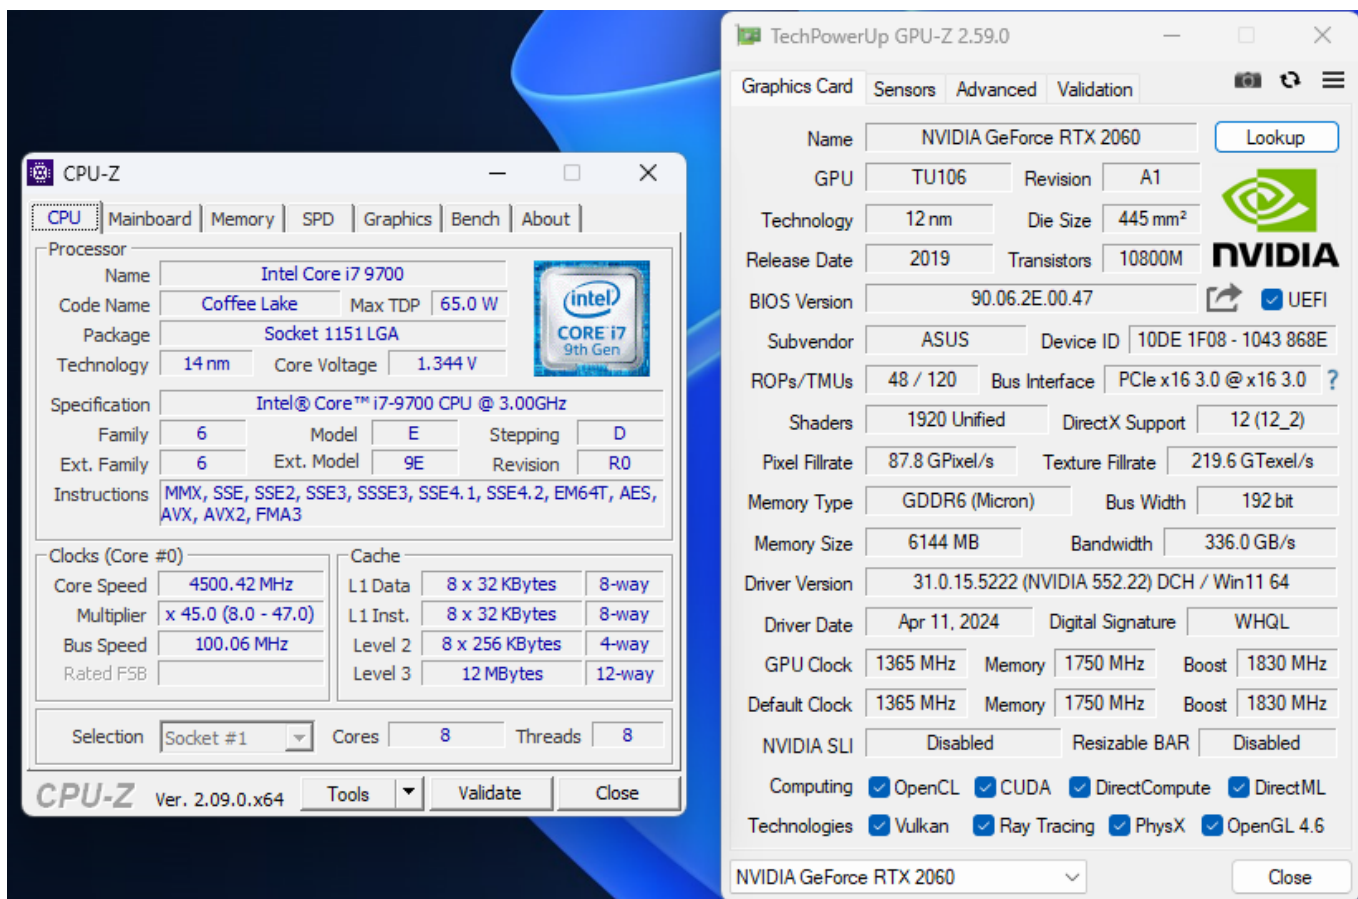 CPU-Z
CPU Mainboard Memory SPD Graphics Bench About
Processor
Name Intel Core i7 9700
Code Name Coffee Lake Max TDP 65.0 W
Package Socket 1151 LGA
Technology 14 nm Core Voltage 1.344 V
intel
CORE i7
9th Gen
Specification Intel® Core™ i7-9700 CPU @ 3.00GHz
Family 6 Model E Stepping D
Ext. Family 6 Ext. Model 9E Revision R0
Instructions MMX, SSE, SSE2, SSE3, SSSE3, SSE4.1, SSE4.2, EM64T, AES,
AVX, AVX2, FMA3
Clocks (Core #0)
Core Speed 4500.42 MHz
Multiplier x 45.0 (8.0 - 47.0)
Bus Speed 100.06 MHz
Rated FSB
Cache
L1 Data 8 x 32 KBytes 8-way
L1 Inst. 8 x 32 KBytes 8-way
Level 2 8 x 256 KBytes 4-way
Level 3 12 MBytes 12-way
Selection Socket #1 Cores 8 Threads 8
CPU-Z Ver. 2.09.0.x64 Tools Validate Close
TechPowerUp GPU-Z 2.59.0
Graphics Card Sensors Advanced Validation
Name NVIDIA GeForce RTX 2060 Lookup
GPU TU106 Revision A1
Technology 12 nm Die Size 445 mm²
Release Date 2019 Transistors 10800M
NVIDIA
BIOS Version 90.06.2E.00.47 UEFI
Subvendor ASUS Device ID 10DE 1F08 - 1043 868E
ROPs/TMUs 48 / 120 Bus Interface PCIe x16 3.0 @ x16 3.0 ?
Shaders 1920 Unified DirectX Support 12 (12_2)
Pixel Fillrate 87.8 GPixel/s Texture Fillrate 219.6 GTexel/s
Memory Type GDDR6 (Micron) Bus Width 192 bit
Memory Size 6144 MB Bandwidth 336.0 GB/s
Driver Version 31.0.15.5222 (NVIDIA 552.22) DCH / Win11 64
Driver Date Apr 11, 2024 Digital Signature WHQL
GPU Clock 1365 MHz Memory 1750 MHz Boost 1830 MHz
Default Clock 1365 MHz Memory 1750 MHz Boost 1830 MHz
NVIDIA SLI Disabled Resizable BAR Disabled
Computing OpenCL CUDA DirectCompute DirectML
Technologies Vulkan Ray Tracing PhysX OpenGL 4.6
NVIDIA GeForce RTX 2060 Close